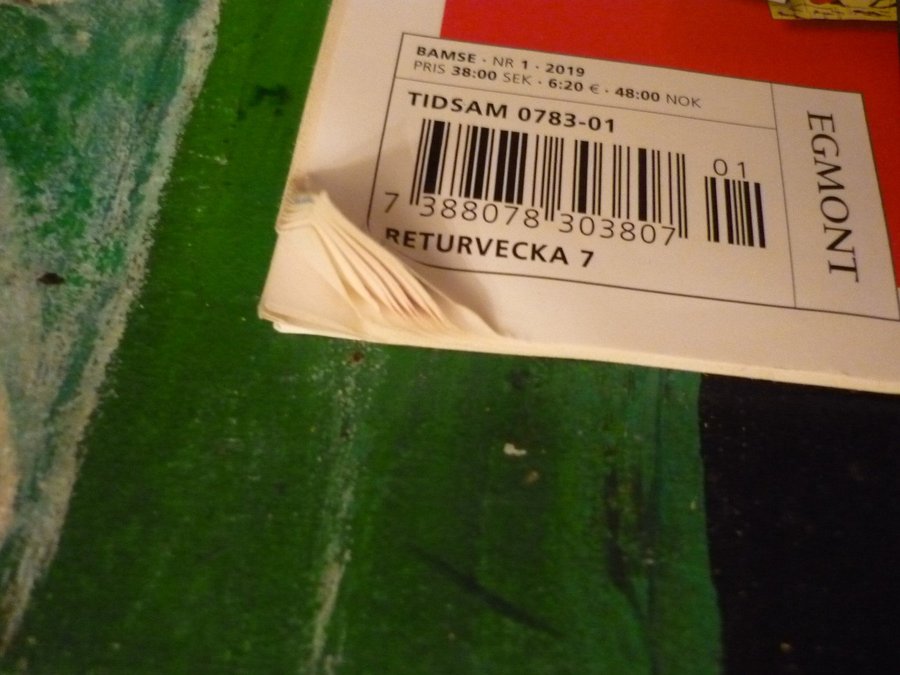 BAMSE · NR 1 · 2019
PRIS 38:00 SEK · 6:20 € · 48:00 NOK
TIDSAM 0783-01
01
7 388078 303807
RETURVECKA 7
EGMONT